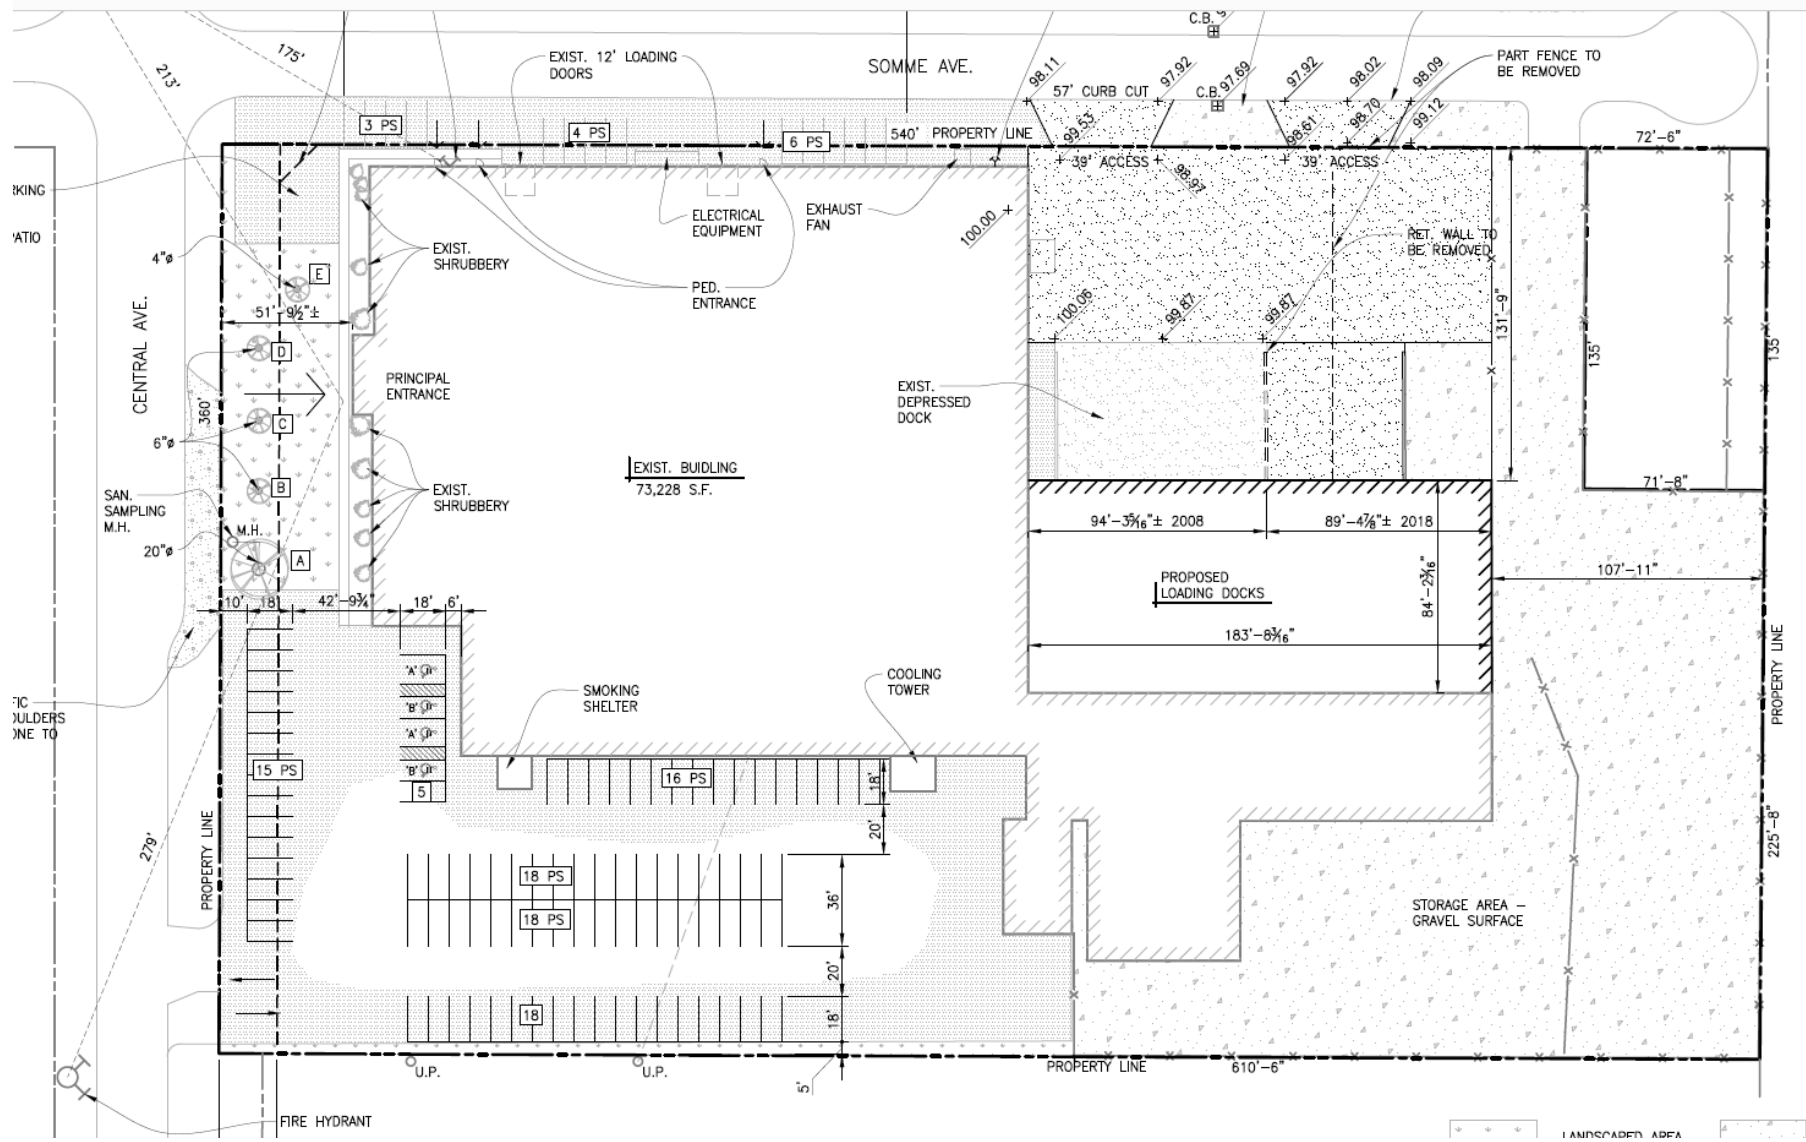 C.B.
175'
213'
EXIST. 12' LOADING
DOORS
SOMME AVE.
98.11
57' CURB CUT
97.92
C.B.
97.69
97.92
98.02
98.09
PART FENCE TO
BE REMOVED
3 PS
4 PS
6 PS
540' PROPERTY LINE
99.53
98.61
98.70
99.12
72'-6"
39' ACCESS
98.97
39' ACCESS
RKING
PATIO
ELECTRICAL
EQUIPMENT
EXHAUST
FAN
100.00
RET. WALL TO
BE REMOVED
4"ø
E
EXIST.
SHRUBBERY
PED.
ENTRANCE
51'-9½"±
100.06
99.87
99.87
131'-9"
135'
135'
CENTRAL AVE.
D
360'
PRINCIPAL
ENTRANCE
EXIST.
DEPRESSED
DOCK
C
6"ø
EXIST. BUIDLING
73,228 S.F.
B
EXIST.
SHRUBBERY
71'-8"
SAN.
SAMPLING
M.H.
M.H.
20"ø
A
94'-3⁵⁄₁₆"± 2008
89'-4⅞"± 2018
PROPOSED
LOADING DOCKS
84'-2³⁄₁₆"
107'-11"
183'-8³⁄₁₆"
10'
18'
42'-9¾"
18'
6'
'A'
'B'
'A'
'B'
5
SMOKING
SHELTER
COOLING
TOWER
PROPERTY LINE
FIC
OULDERS
ONE TO
15 PS
16 PS
18'
20'
279'
PROPERTY LINE
18 PS
18 PS
36'
225'-8"
STORAGE AREA –
GRAVEL SURFACE
20'
18
18'
5'
U.P.
U.P.
PROPERTY LINE
610'-6"
FIRE HYDRANT
LANDSCAPED AREA